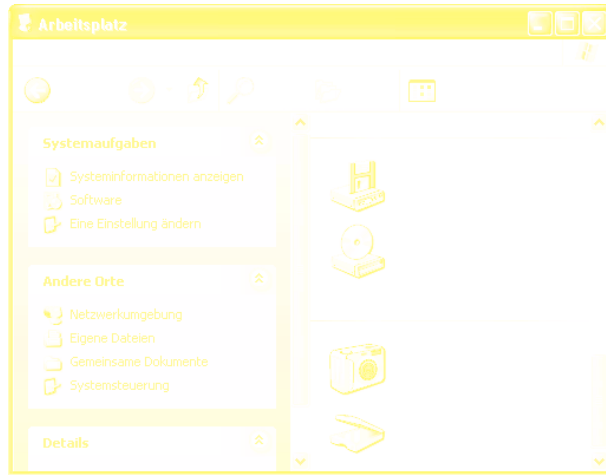 Arbeitsplatz
Systemaufgaben
Systeminformationen anzeigen
Software
Eine Einstellung ändern
Andere Orte
Netzwerkumgebung
Eigene Dateien
Gemeinsame Dokumente
Systemsteuerung
Details